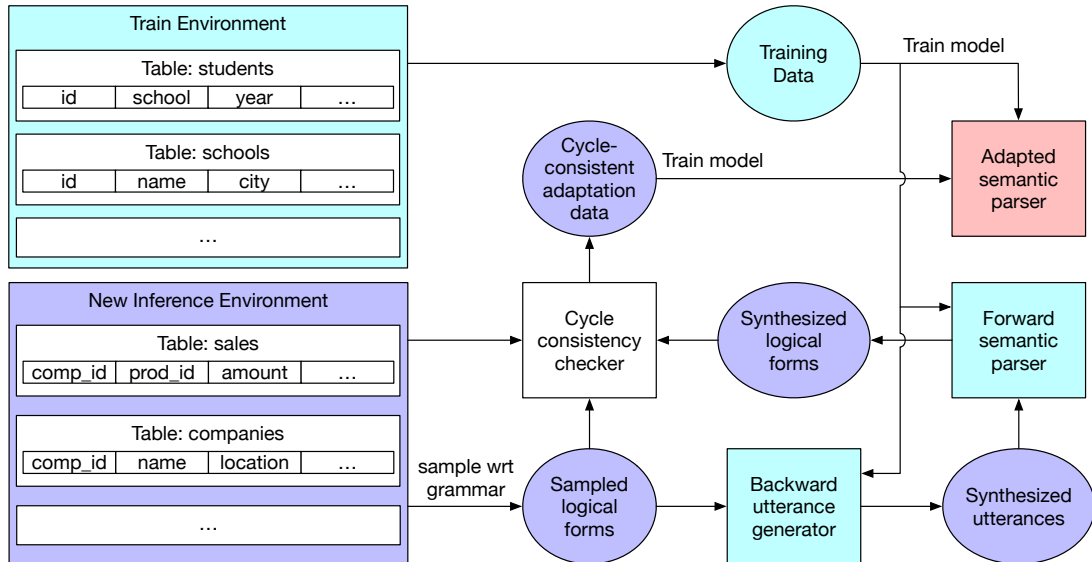 Train Environment
Table: students
id school year …
Table: schools
id name city …
…
Training
Data
Train model
Cycle-
consistent
adaptation
data
Train model
Adapted
semantic
parser
New Inference Environment
Table: sales
comp_id prod_id amount …
Table: companies
comp_id name location …
…
Cycle
consistency
checker
Synthesized
logical
forms
Forward
semantic
parser
sample wrt
grammar
Sampled
logical
forms
Backward
utterance
generator
Synthesized
utterances